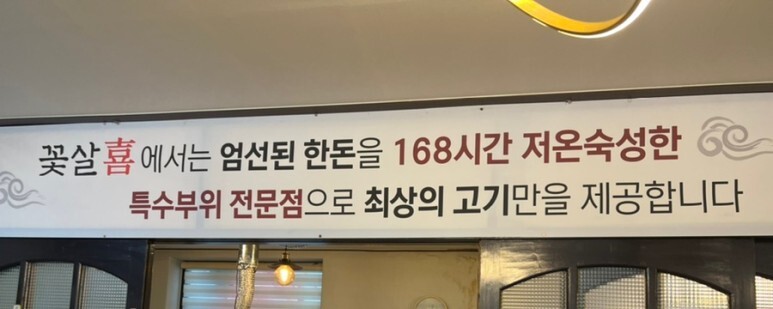 꽃살喜에서는 엄선된 한돈을 168시간 저온숙성한
특수부위 전문점으로 최상의 고기만을 제공합니다